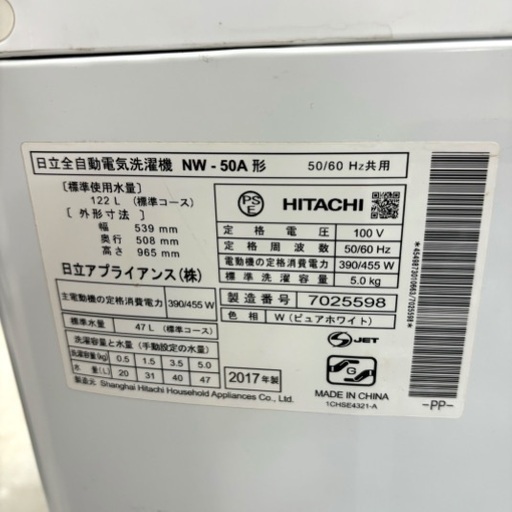 日立全自動電気洗濯機 NW-50A 形 50/60 Hz共用
〔標準使用水量〕
122 L (標準コース)
〔外形寸法〕
幅 539 mm
奥行 508 mm
高さ 965 mm
日立アプライアンス(株)
主電動機の定格消費電力 390/455 W
標準水量 47 L (標準コース)
洗濯容量と水量 (手動設定の水量)
洗濯容量(kg) 0.5 1.5 3.5 5.0
水量(L) 20 31 40 47
製造元 Shanghai Hitachi Household Appliances Co., Ltd.
PS
E
HITACHI
定格電圧 100 V
定格周波数 50/60 Hz
電動機の定格消費電力 390/455 W
標準洗濯容量 5.0 kg
製造番号 7025598
色相 W (ピュアホワイト)
2017年製
JET
G
MADE IN CHINA
1CHSE4321-A
-PP-